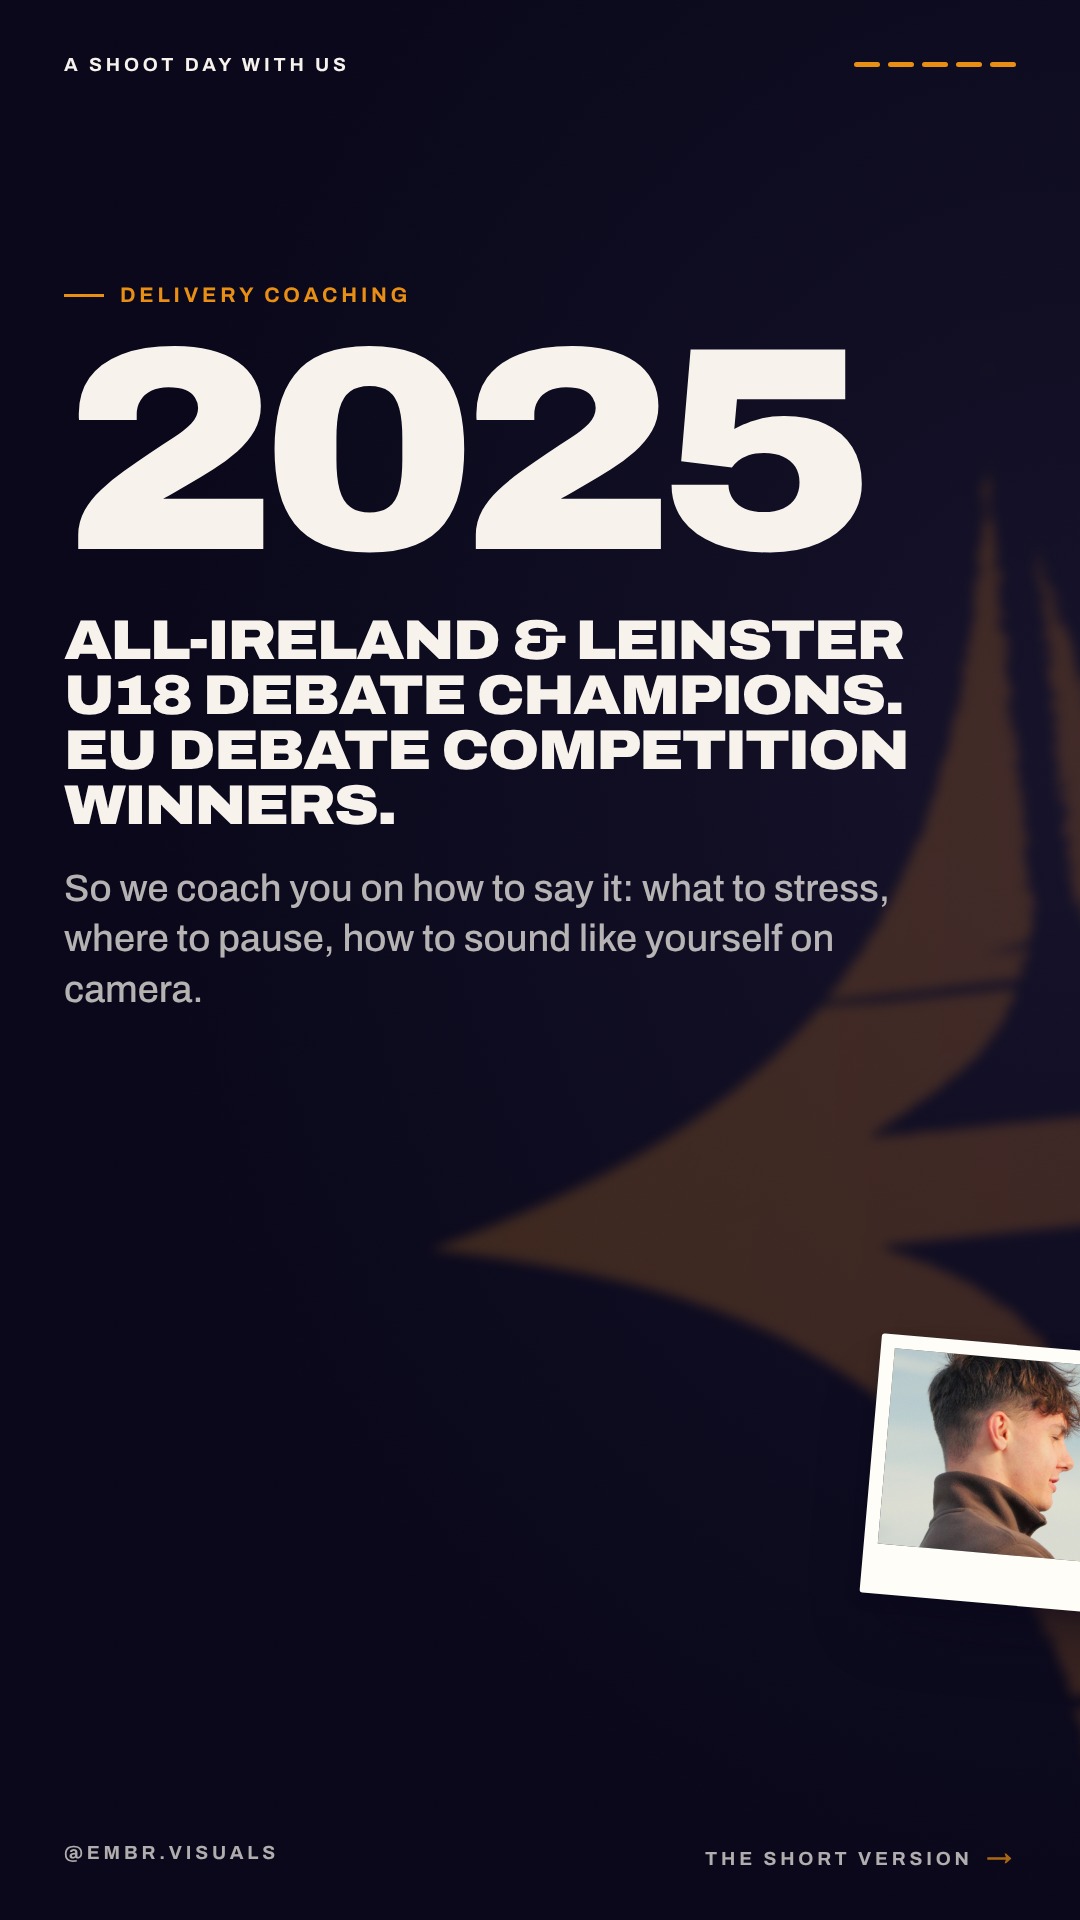 A SHOOT DAY WITH US
DELIVERY COACHING
2025
ALL-IRELAND & LEINSTER
U18 DEBATE CHAMPIONS.
EU DEBATE COMPETITION
WINNERS.
So we coach you on how to say it: what to stress,
where to pause, how to sound like yourself on
camera.
@EMBR.VISUALS
THE SHORT VERSION →